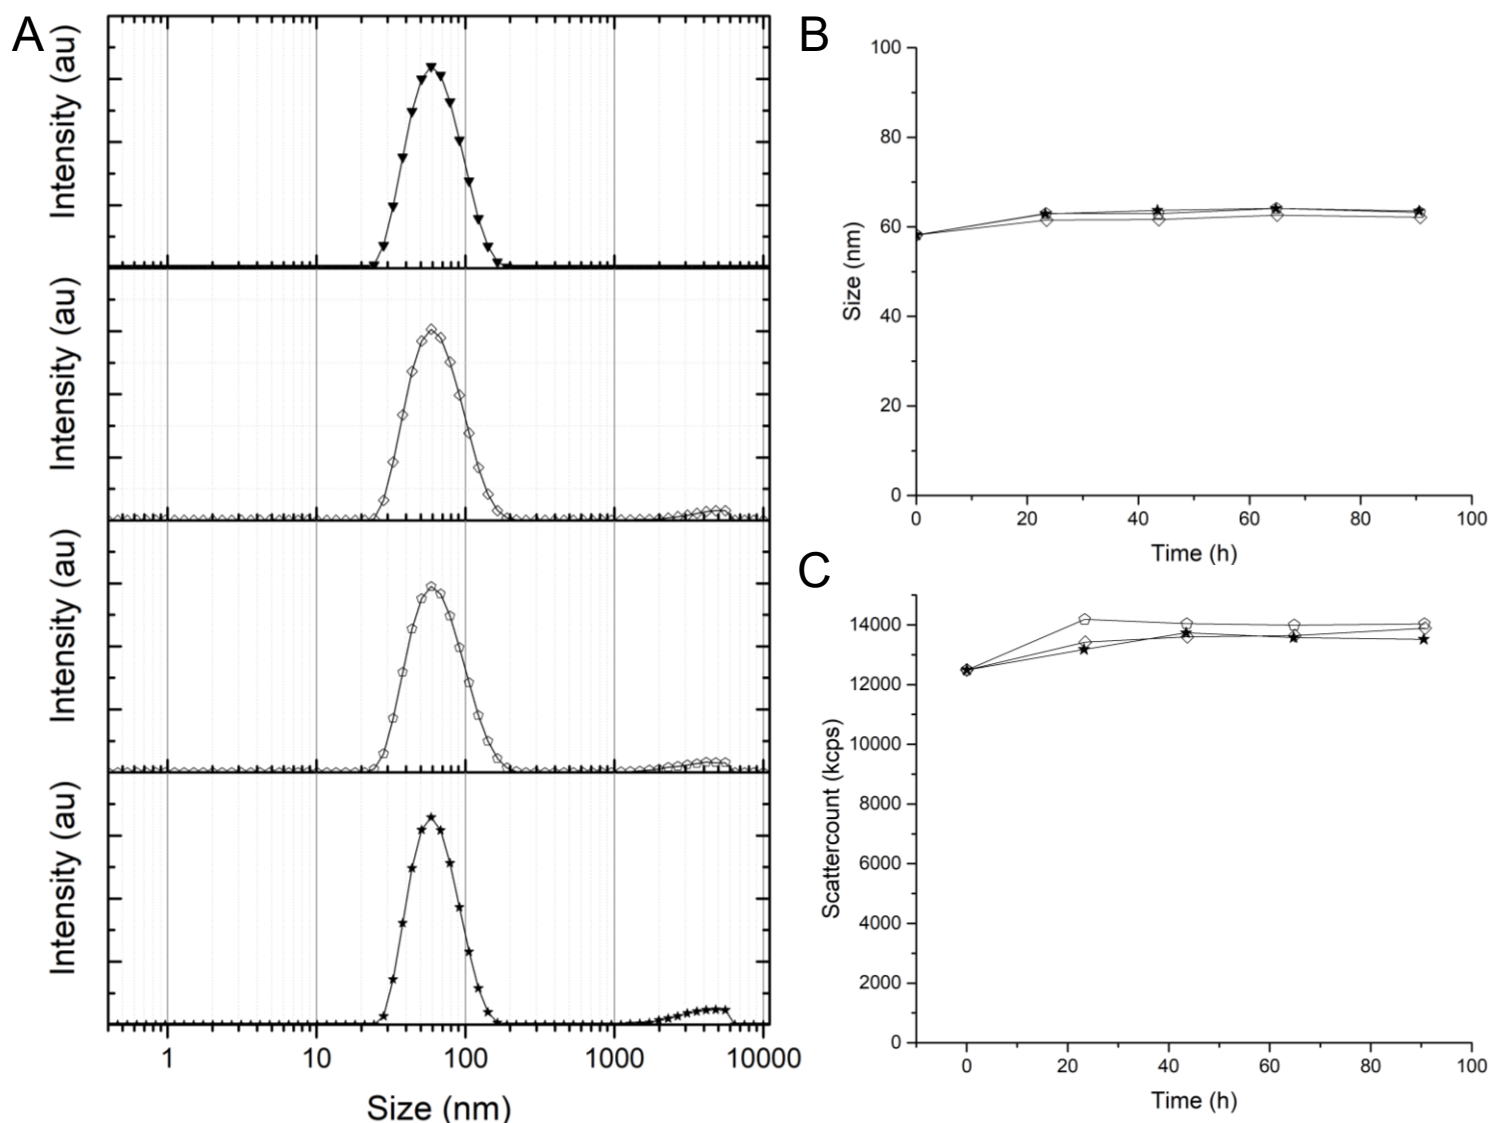 A
Intensity (au)
Intensity (au)
Intensity (au)
Intensity (au)
1 10 100 1000 10000
Size (nm)
B
100
80
60
40
20
0
Size (nm)
0 20 40 60 80 100
Time (h)
C
14000
12000
10000
8000
6000
4000
2000
0
Scattercount (kcps)
0 20 40 60 80 100
Time (h)